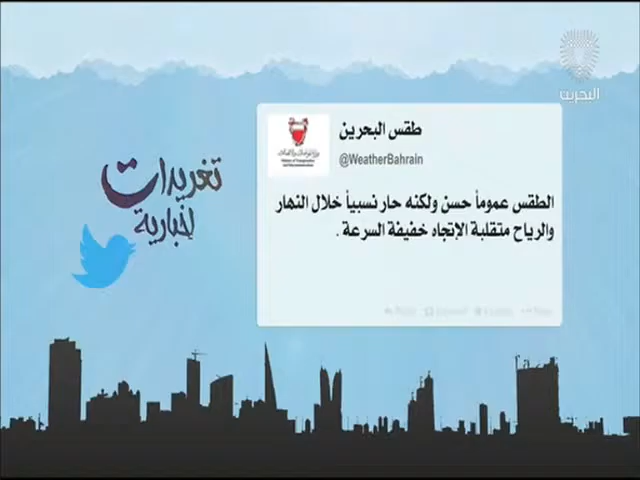 البحرين
طقس البحرين
@WeatherBahrain
تغريدات
إخبارية
الطقس عموماً حسن ولكنه حار نسبياً خلال النهار
والرياح متقلبة الإتجاه خفيفة السرعة .